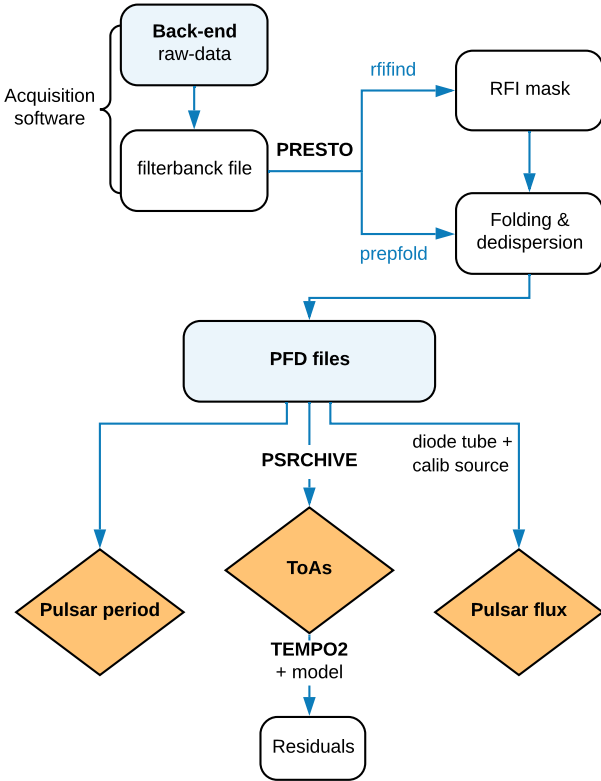 Back-end
raw-data
Acquisition
software
filterbanck file
PRESTO
rfifind
RFI mask
prepfold
Folding &
dedispersion
PFD files
PSRCHIVE
diode tube +
calib source
Pulsar period
ToAs
Pulsar flux
TEMPO2
+ model
Residuals